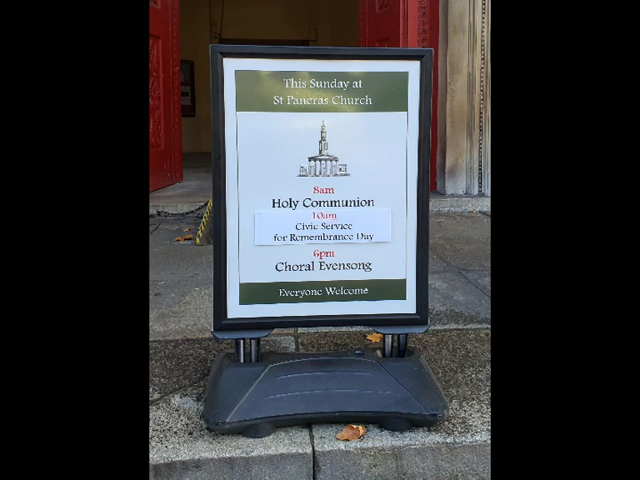 This Sunday at
St Pancras Church
8am
Holy Communion
10am
Civic Service
for Remembrance Day
6pm
Choral Evensong
Everyone Welcome